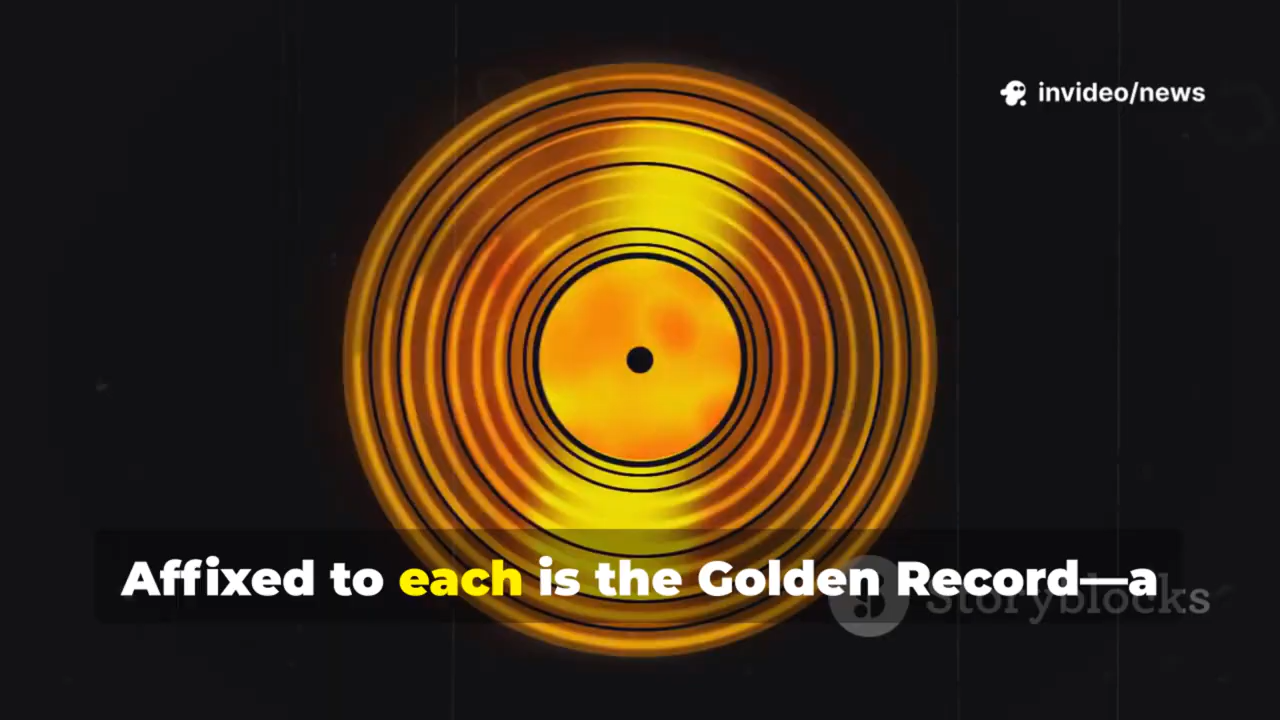 invideo/news
Affixed to each is the Golden Record—a
Storyblocks